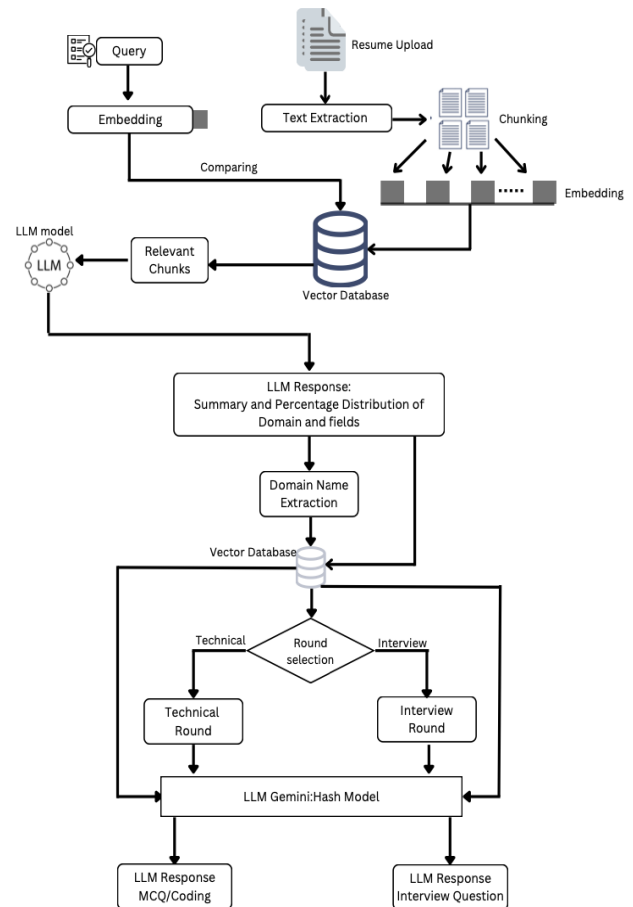 Query
Resume Upload
Embedding
Text Extraction
Chunking
Comparing
Embedding
LLM model
LLM
Relevant
Chunks
Vector Database
LLM Response:
Summary and Percentage Distribution of
Domain and fields
Domain Name
Extraction
Vector Database
Technical
Round
selection
Interview
Technical
Round
Interview
Round
LLM Gemini:Hash Model
LLM Response
MCQ/Coding
LLM Response
Interview Question